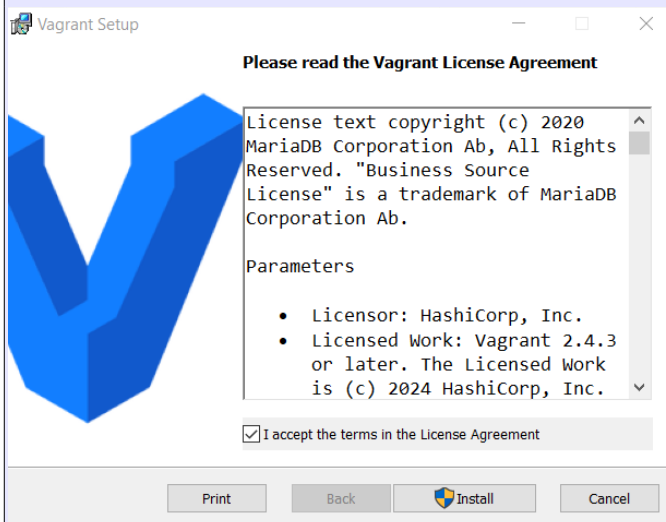 Vagrant Setup
Please read the Vagrant License Agreement
License text copyright (c) 2020
MariaDB Corporation Ab, All Rights
Reserved. "Business Source
License" is a trademark of MariaDB
Corporation Ab.
Parameters
• Licensor: HashiCorp, Inc.
• Licensed Work: Vagrant 2.4.3
or later. The Licensed Work
is (c) 2024 HashiCorp, Inc.
I accept the terms in the License Agreement
Print Back Install Cancel